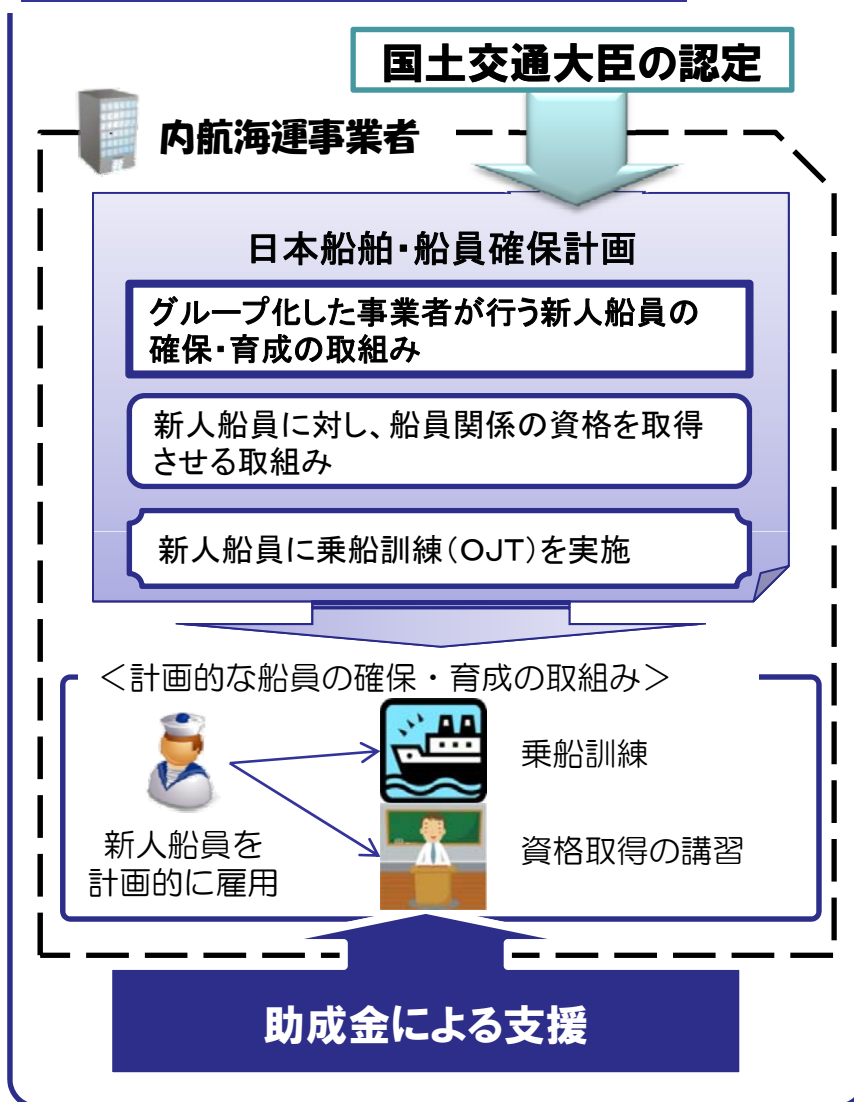 国土交通大臣の認定
内航海運事業者
日本船舶・船員確保計画
グループ化した事業者が行う新人船員の
確保・育成の取組み
新人船員に対し、船員関係の資格を取得
させる取組み
新人船員に乗船訓練(OJT)を実施
＜計画的な船員の確保・育成の取組み＞
乗船訓練
新人船員を
計画的に雇用
資格取得の講習
助成金による支援